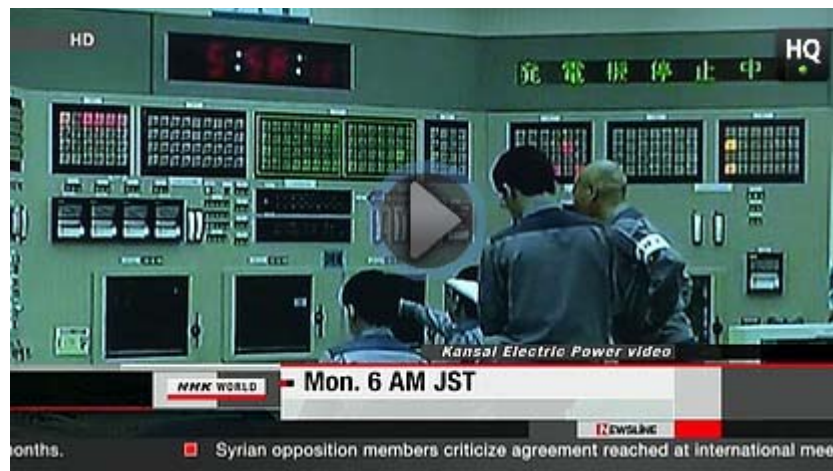 HD
HQ
発電機停止中
Kansai Electric Power video
NHK WORLD
Mon. 6 AM JST
NEWSLINE
onths. Syrian opposition members criticize agreement reached at international mee